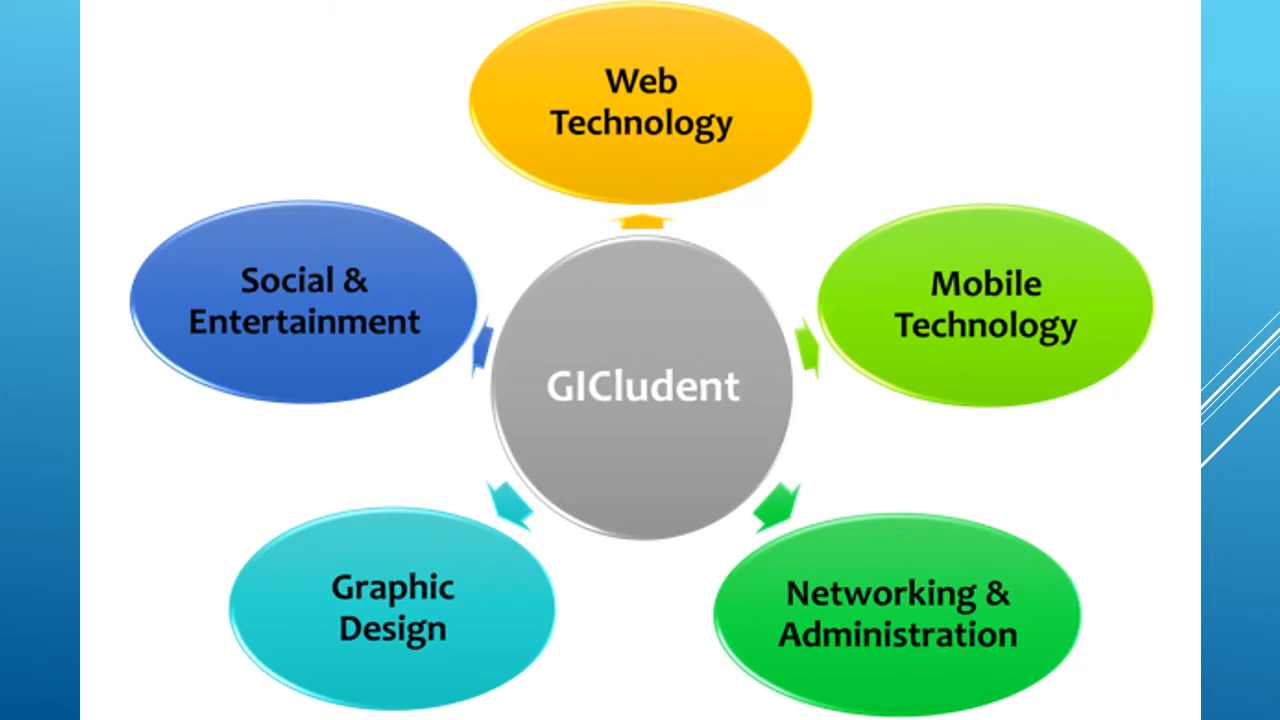 Web
Technology
Social &
Entertainment
Mobile
Technology
GICludent
Graphic
Design
Networking &
Administration